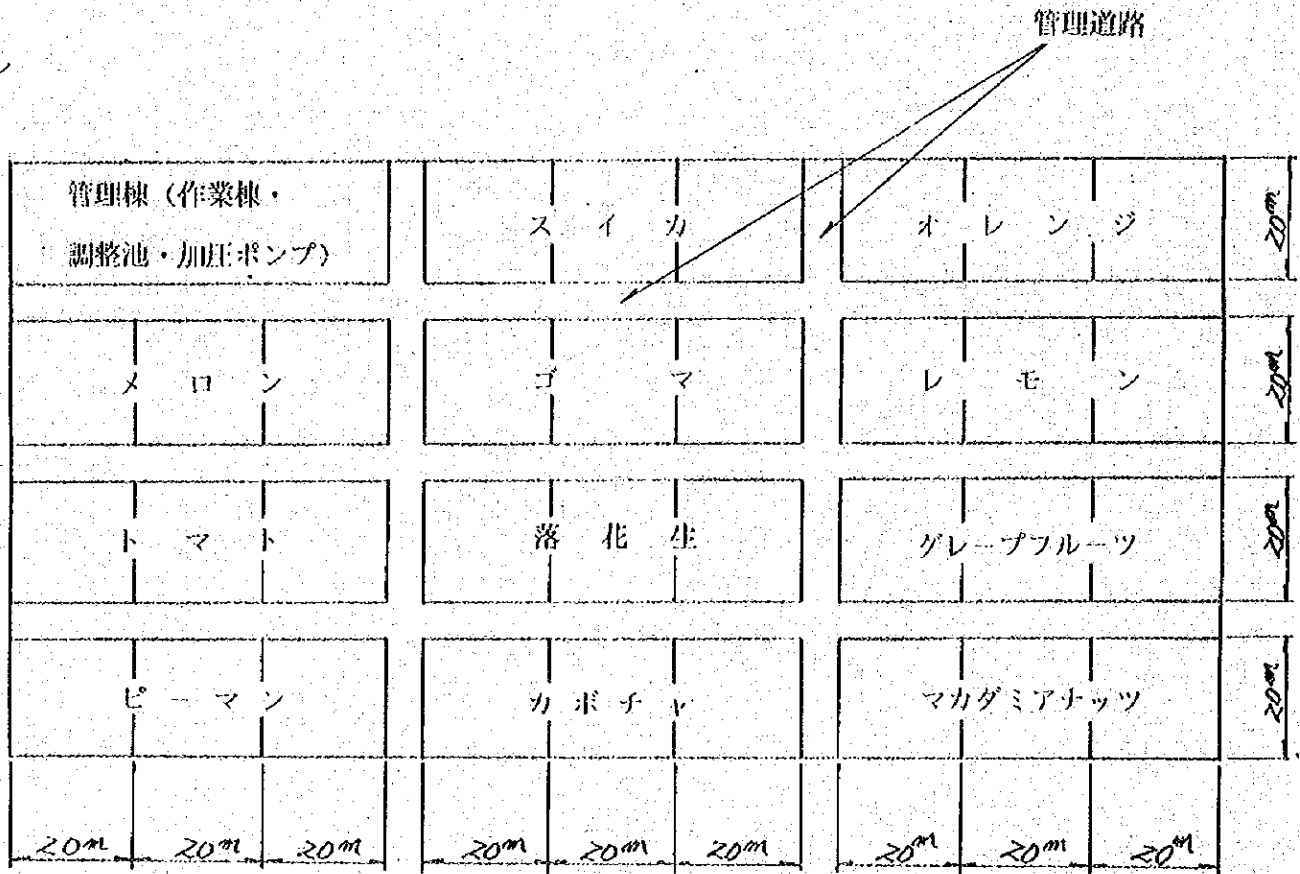 管理道路
管理棟（作業棟・
調整池・加圧ポンプ）
スイカ
オレンジ
20m
メロン
ゴマ
レモン
20m
トマト
落花生
グレープフルーツ
20m
ピーマン
カボチャ
マカダミアナッツ
20m
20m 20m 20m 20m 20m 20m 20m 20m 20m